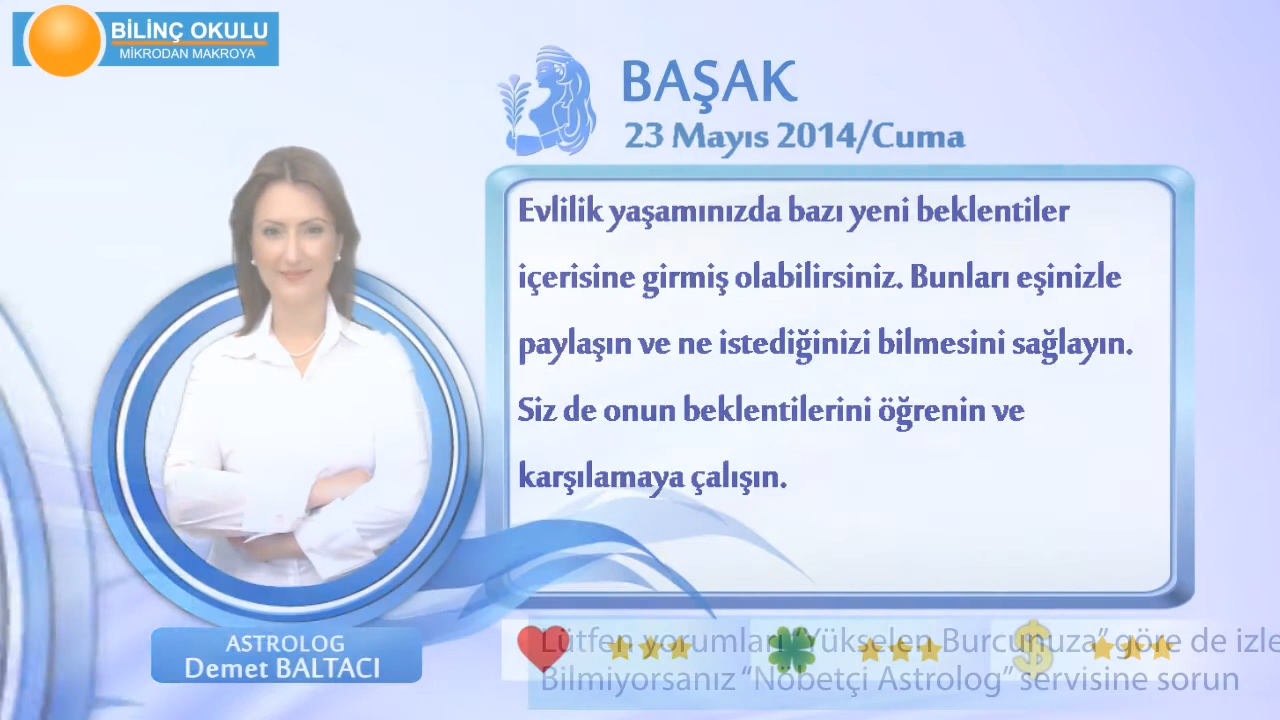 BİLİNÇ OKULU
MİKRODAN MAKROYA
BAŞAK
23 Mayıs 2014/Cuma
Evlilik yaşamınızda bazı yeni beklentiler
içerisine girmiş olabilirsiniz. Bunları eşinizle
paylaşın ve ne istediğinizi bilmesini sağlayın.
Siz de onun beklentilerini öğrenin ve
karşılamaya çalışın.
ASTROLOG
Demet BALTACI
Lütfen yorumları "Yükselen Burcumuza" göre de izle
Bilmiyorsanız "Nöbetçi Astrolog" servisine sorun